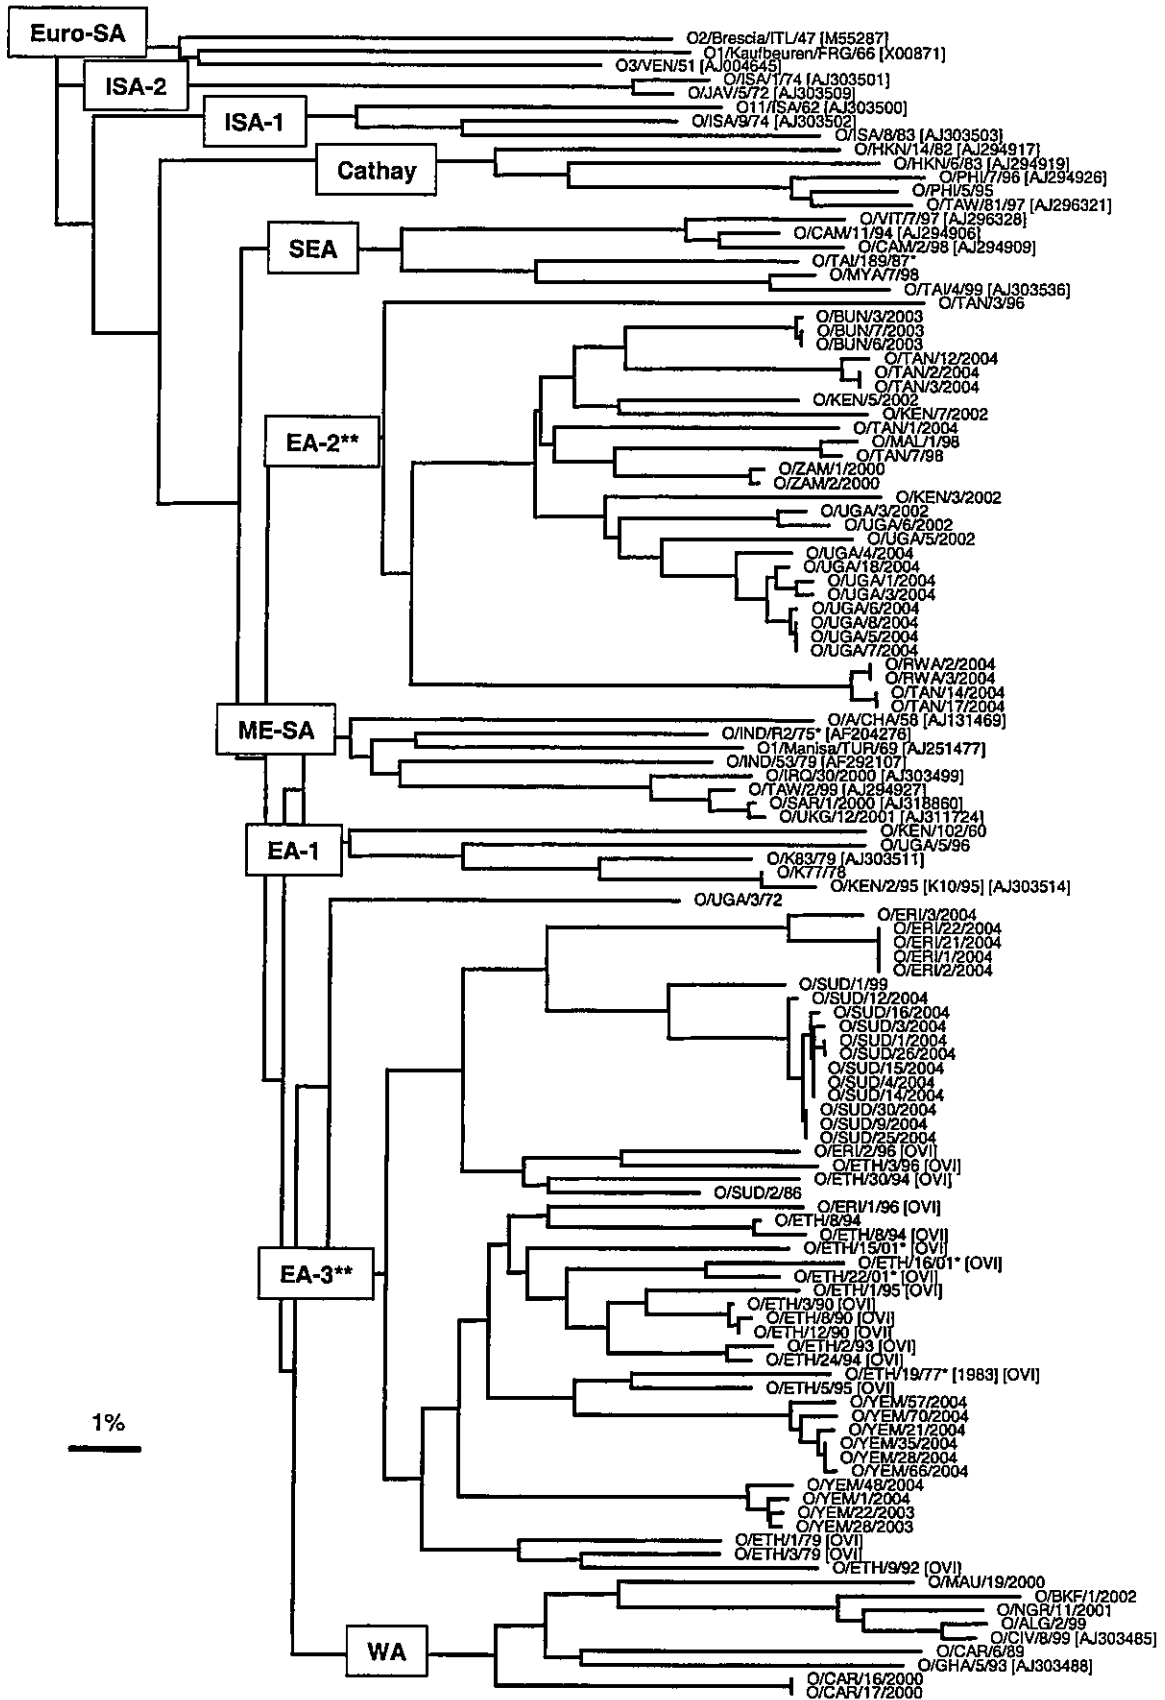 Euro-SA
O2/Brescia/ITL/47 [M55287]
O1/Kaufbeuren/FRG/66 [X00871]
O3/VEN/51 [AJ004645]
ISA-2
O/ISA/1/74 [AJ303501]
O/JAV/5/72 [AJ303509]
ISA-1
O11/ISA/62 [AJ303500]
O/ISA/9/74 [AJ303502]
O/ISA/8/83 [AJ303503]
Cathay
O/HKN/14/82 [AJ294917]
O/HKN/6/83 [AJ294919]
O/PHI/7/96 [AJ294926]
O/PHI/5/95
O/TAW/81/97 [AJ296321]
SEA
O/VIT/7/97 [AJ296328]
O/CAM/11/94 [AJ294906]
O/CAM/2/98 [AJ294909]
O/TAI/189/87*
O/MYA/7/98
O/TAI/4/99 [AJ303536]
O/TAN/3/96
O/BUN/3/2003
O/BUN/7/2003
O/BUN/6/2003
O/TAN/12/2004
O/TAN/2/2004
O/TAN/3/2004
O/KEN/5/2002
O/KEN/7/2002
EA-2**
O/TAN/1/2004
O/MAL/1/98
O/TAN/7/98
O/ZAM/1/2000
O/ZAM/2/2000
O/KEN/3/2002
O/UGA/3/2002
O/UGA/6/2002
O/UGA/5/2002
O/UGA/4/2004
O/UGA/18/2004
O/UGA/1/2004
O/UGA/3/2004
O/UGA/6/2004
O/UGA/8/2004
O/UGA/5/2004
O/UGA/7/2004
O/RWA/2/2004
O/RWA/3/2004
O/TAN/14/2004
O/TAN/17/2004
ME-SA
O/A/CHA/58 [AJ131469]
O/IND/R2/75* [AF204276]
O1/Manisa/TUR/69 [AJ251477]
O/IND/53/79 [AF292107]
O/IRQ/30/2000 [AJ303499]
O/TAW/2/99 [AJ294927]
O/SAR/1/2000 [AJ318860]
O/UKG/12/2001 [AJ311724]
EA-1
O/KEN/102/60
O/UGA/5/96
O/K83/79 [AJ303511]
O/K77/78
O/KEN/2/95 [K10/95] [AJ303514]
O/UGA/3/72
O/ERI/3/2004
O/ERI/22/2004
O/ERI/21/2004
O/ERI/1/2004
O/ERI/2/2004
O/SUD/1/99
O/SUD/12/2004
O/SUD/16/2004
O/SUD/3/2004
O/SUD/1/2004
O/SUD/26/2004
O/SUD/15/2004
O/SUD/4/2004
O/SUD/14/2004
O/SUD/30/2004
O/SUD/9/2004
O/SUD/25/2004
O/ERI/2/96 [OVI]
O/ETH/3/96 [OVI]
O/ETH/30/94 [OVI]
O/SUD/2/86
O/ERI/1/96 [OVI]
O/ETH/8/94
O/ETH/8/94 [OVI]
O/ETH/15/01* [OVI]
EA-3**
O/ETH/16/01* [OVI]
O/ETH/22/01* [OVI]
O/ETH/1/95 [OVI]
O/ETH/3/90 [OVI]
O/ETH/8/90 [OVI]
O/ETH/12/90 [OVI]
O/ETH/2/93 [OVI]
O/ETH/24/94 [OVI]
O/ETH/19/77* [1983] [OVI]
O/ETH/5/95 [OVI]
O/YEM/57/2004
O/YEM/70/2004
1%
O/YEM/21/2004
O/YEM/35/2004
O/YEM/28/2004
O/YEM/66/2004
O/YEM/48/2004
O/YEM/1/2004
O/YEM/22/2003
O/YEM/28/2003
O/ETH/1/79 [OVI]
O/ETH/3/79 [OVI]
O/ETH/9/92 [OVI]
O/MAU/19/2000
O/BKF/1/2002
O/NGR/11/2001
O/ALG/2/99
O/CIV/8/99 [AJ303485]
WA
O/CAR/6/89
O/GHA/5/93 [AJ303488]
O/CAR/16/2000
O/CAR/17/2000